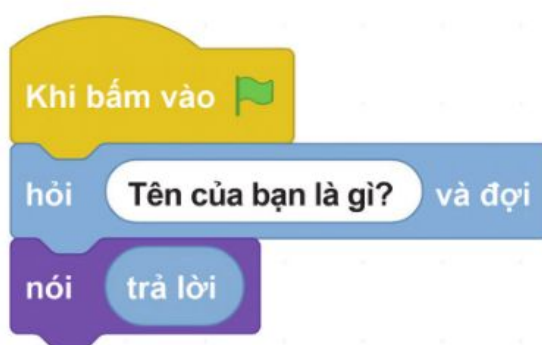 Khi bấm vào
hỏi Tên của bạn là gì? và đợi
nói trả lời